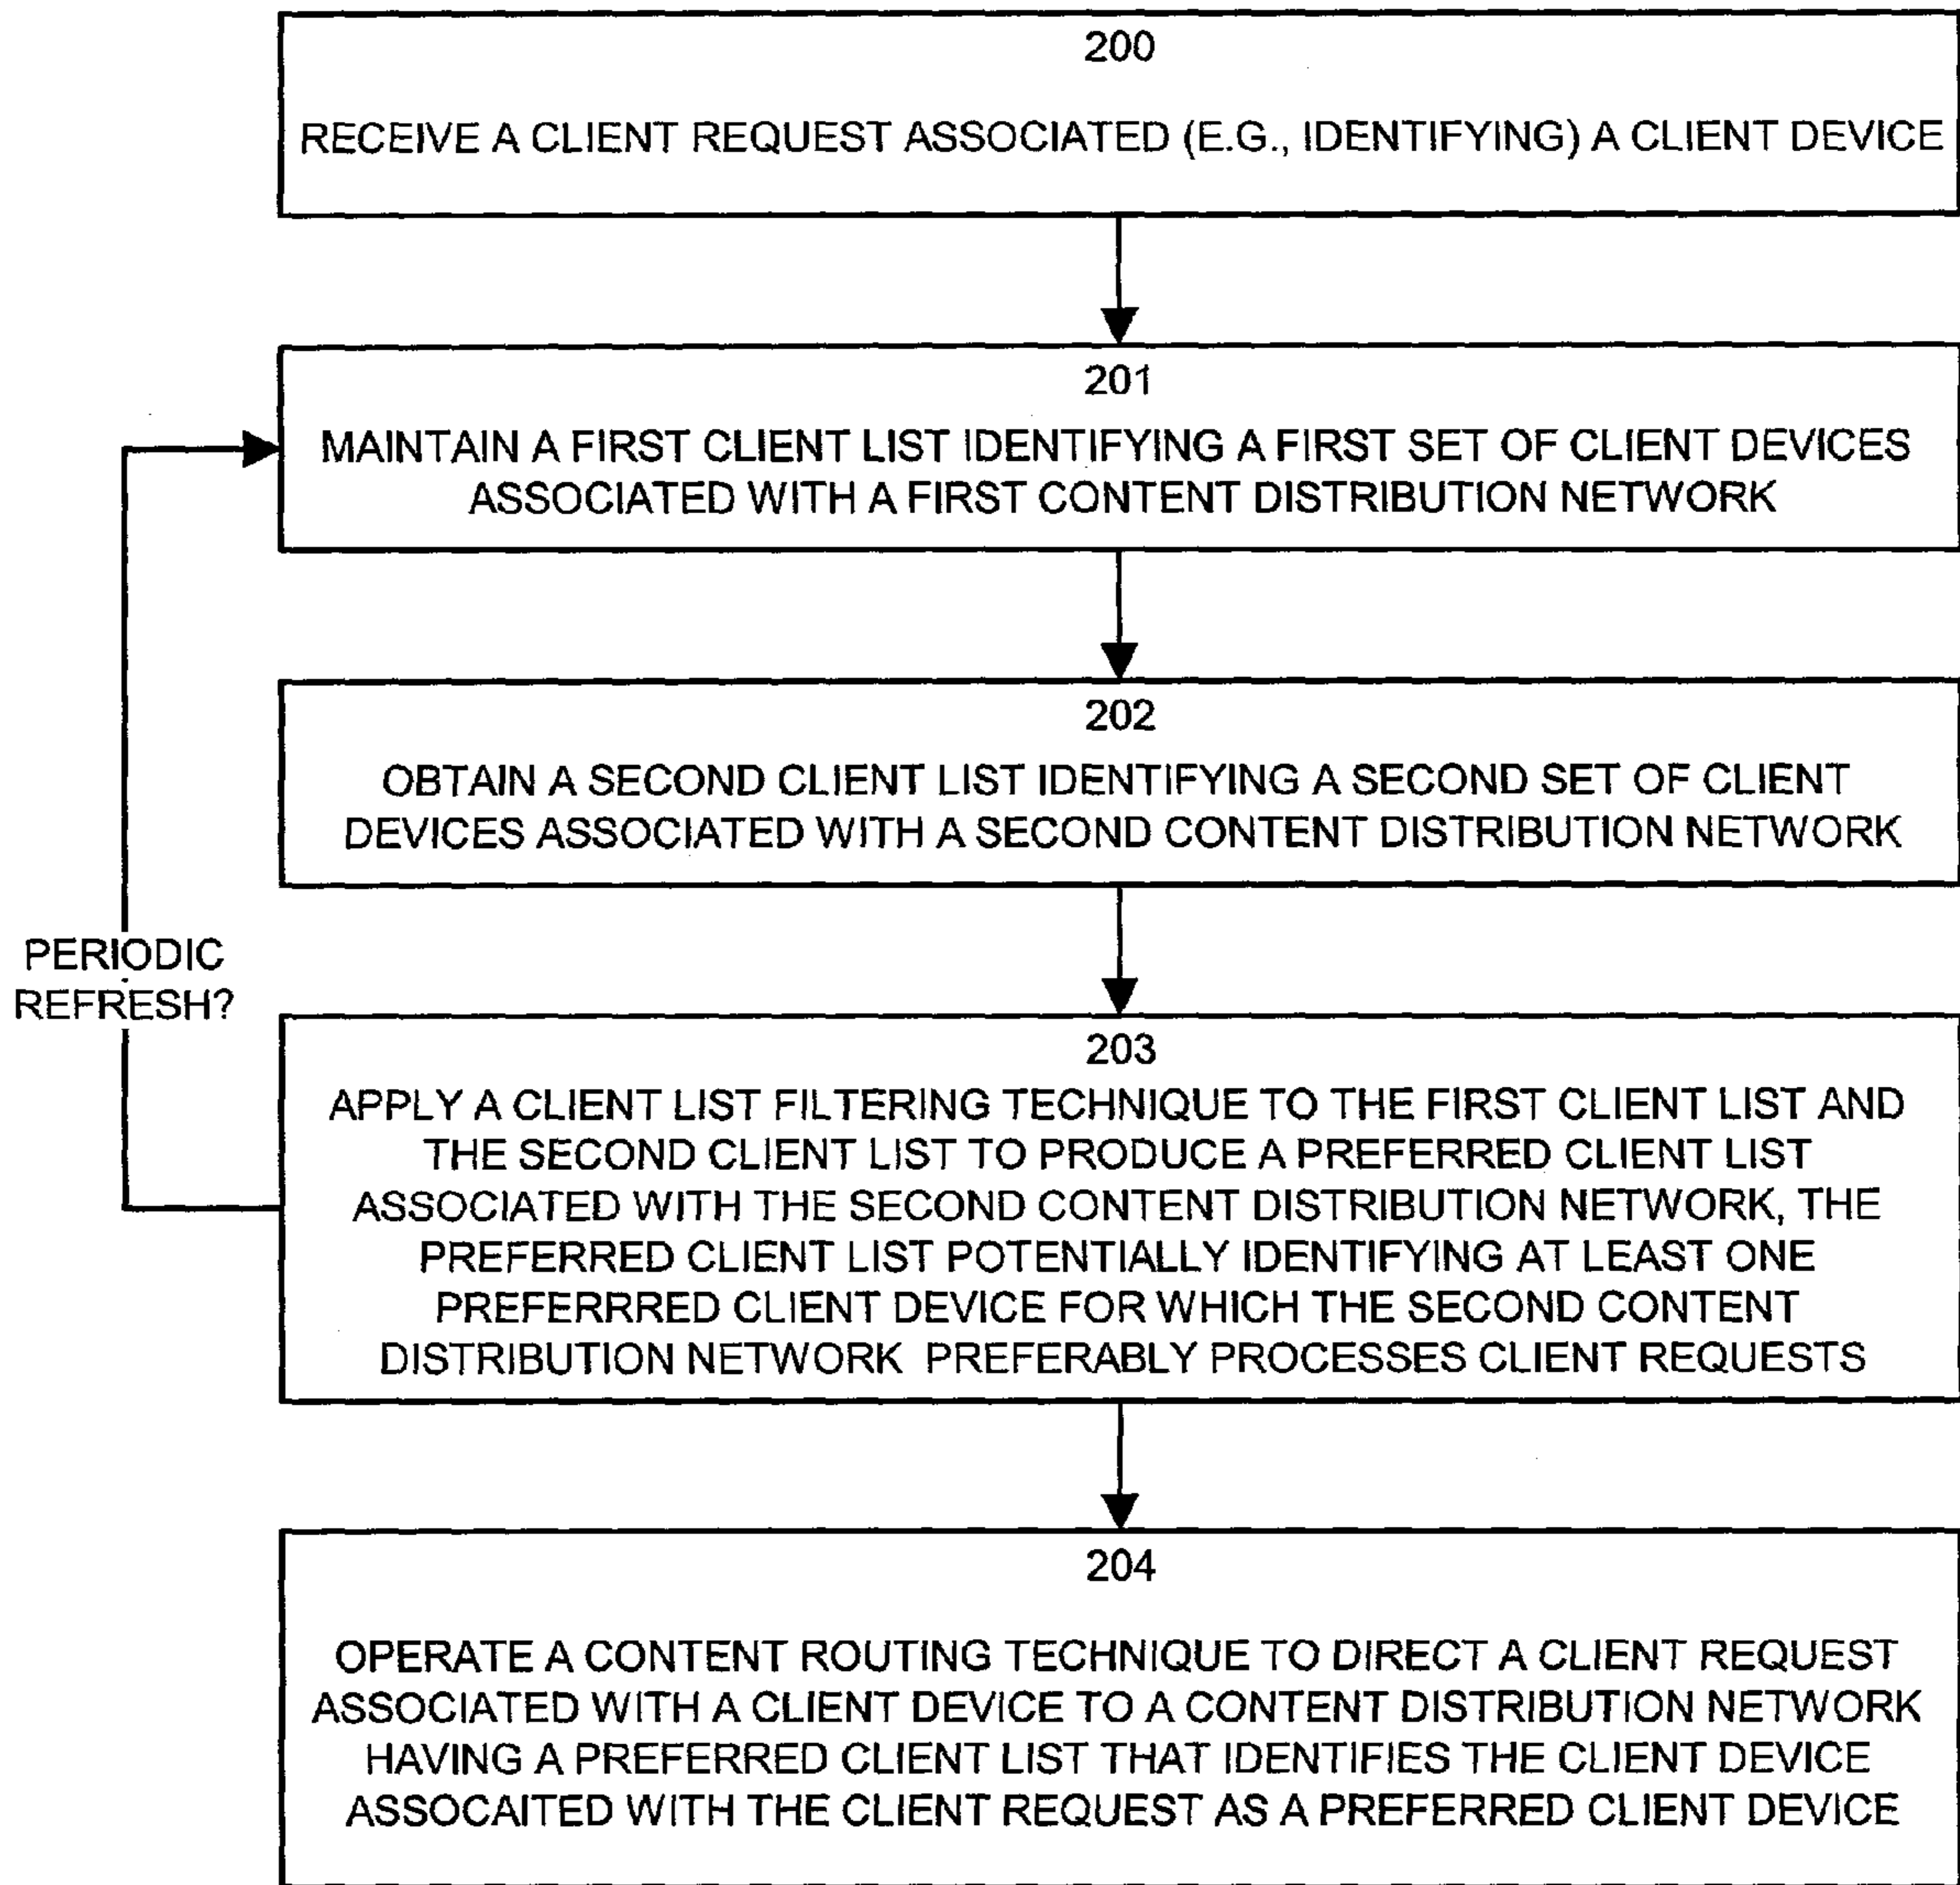 200
RECEIVE A CLIENT REQUEST ASSOCIATED (E.G., IDENTIFYING) A CLIENT DEVICE
201
MAINTAIN A FIRST CLIENT LIST IDENTIFYING A FIRST SET OF CLIENT DEVICES
ASSOCIATED WITH A FIRST CONTENT DISTRIBUTION NETWORK
202
OBTAIN A SECOND CLIENT LIST IDENTIFYING A SECOND SET OF CLIENT
DEVICES ASSOCIATED WITH A SECOND CONTENT DISTRIBUTION NETWORK
PERIODIC
REFRESH?
203
APPLY A CLIENT LIST FILTERING TECHNIQUE TO THE FIRST CLIENT LIST AND
THE SECOND CLIENT LIST TO PRODUCE A PREFERRED CLIENT LIST
ASSOCIATED WITH THE SECOND CONTENT DISTRIBUTION NETWORK, THE
PREFERRED CLIENT LIST POTENTIALLY IDENTIFYING AT LEAST ONE
PREFERRRED CLIENT DEVICE FOR WHICH THE SECOND CONTENT
DISTRIBUTION NETWORK PREFERABLY PROCESSES CLIENT REQUESTS
204
OPERATE A CONTENT ROUTING TECHNIQUE TO DIRECT A CLIENT REQUEST
ASSOCIATED WITH A CLIENT DEVICE TO A CONTENT DISTRIBUTION NETWORK
HAVING A PREFERRED CLIENT LIST THAT IDENTIFIES THE CLIENT DEVICE
ASSOCAITED WITH THE CLIENT REQUEST AS A PREFERRED CLIENT DEVICE